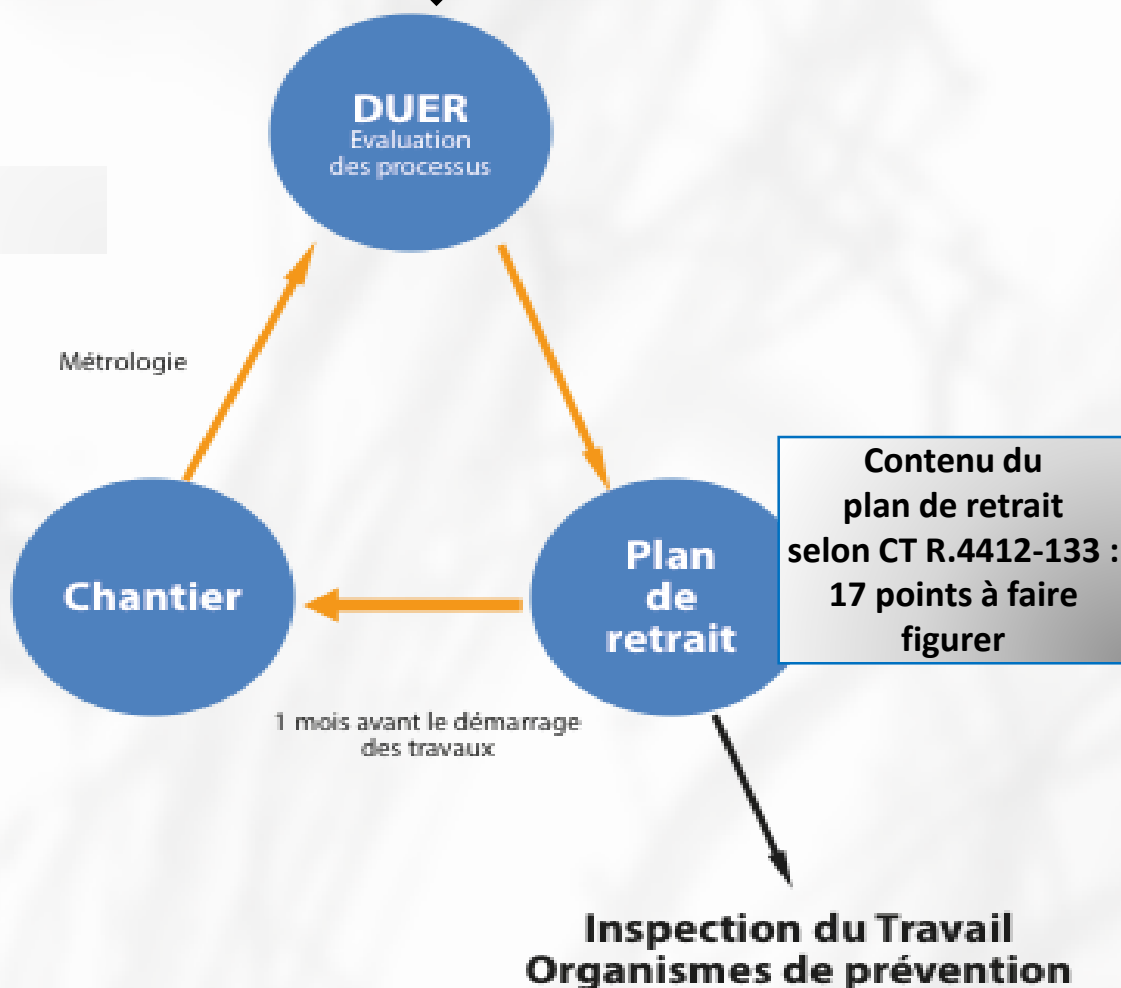 DUER
Evaluation
des processus
Métrologie
Contenu du
plan de retrait
selon CT R.4412-133 :
17 points à faire
figurer
Plan
de
retrait
Chantier
1 mois avant le démarrage
des travaux
Inspection du Travail
Organismes de prévention